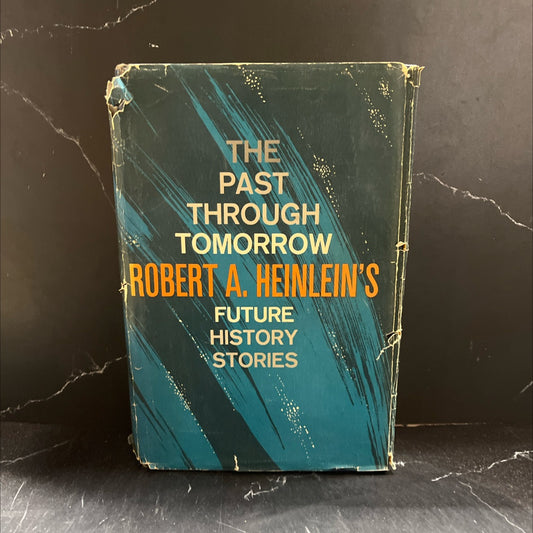 THE
PAST
THROUGH
TOMORROW
ROBERT A. HEINLEIN'S
FUTURE
HISTORY
STORIES